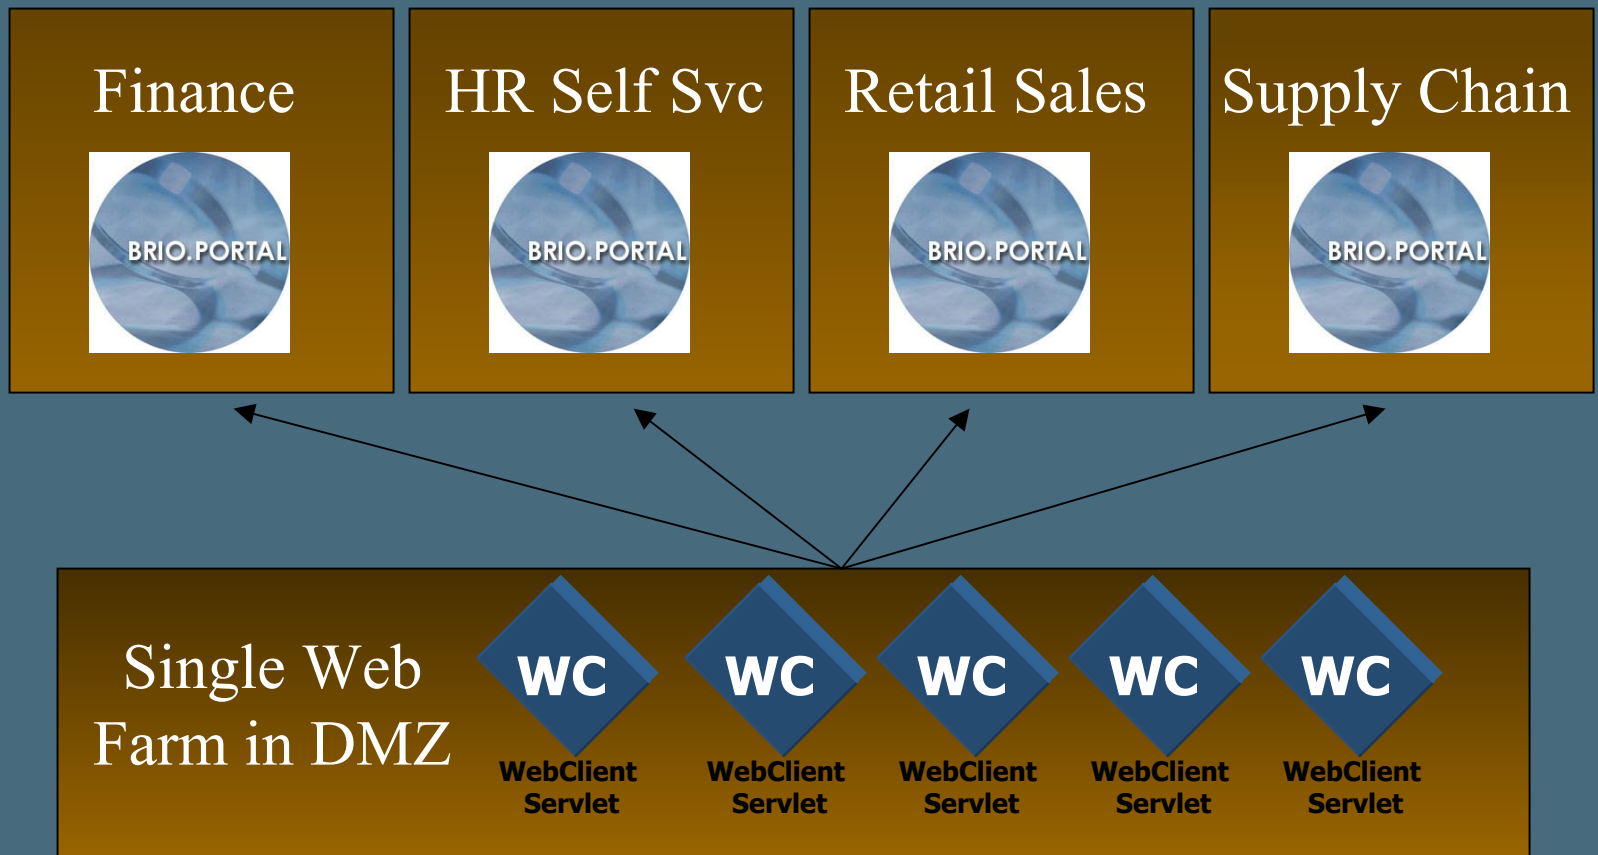 Finance
HR Self Svc
Retail Sales
Supply Chain
BRIO.PORTAL
BRIO.PORTAL
BRIO.PORTAL
BRIO.PORTAL
Single Web
Farm in DMZ
WC
WebClient
Servlet
WC
WebClient
Servlet
WC
WebClient
Servlet
WC
WebClient
Servlet
WC
WebClient
Servlet